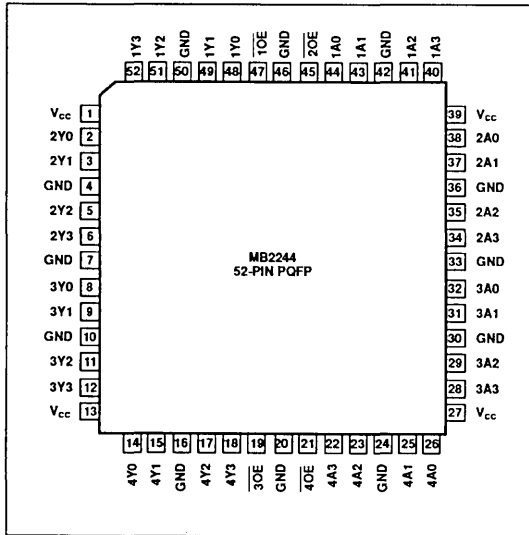 1Y3 1Y2 GND 1Y1 1Y0 1OE GND 2OE 1A0 1A1 GND 1A2 1A3
52 51 50 49 48 47 46 45 44 43 42 41 40
Vcc 1 39 Vcc
2Y0 2 38 2A0
2Y1 3 37 2A1
GND 4 36 GND
2Y2 5 35 2A2
2Y3 6 34 2A3
GND 7 33 GND
MB2244
52-PIN PQFP
3Y0 8 32 3A0
3Y1 9 31 3A1
GND 10 30 GND
3Y2 11 29 3A2
3Y3 12 28 3A3
Vcc 13 27 Vcc
14 15 16 17 18 19 20 21 22 23 24 25 26
4Y0 4Y1 GND 4Y2 4Y3 3OE GND 4OE 4A3 4A2 GND 4A1 4A0